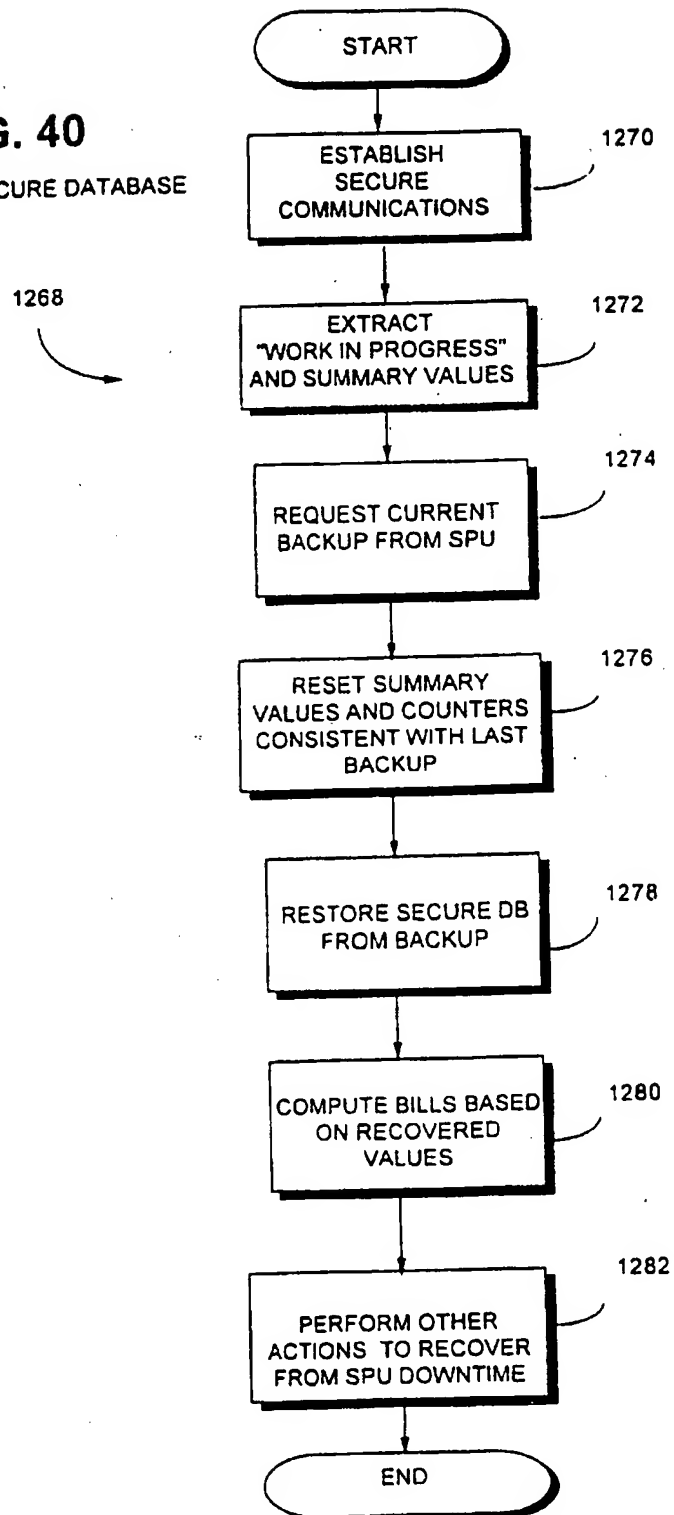 START
G. 40
CURE DATABASE
1268
ESTABLISH
SECURE
COMMUNICATIONS
1270
EXTRACT
"WORK IN PROGRESS"
AND SUMMARY VALUES
1272
REQUEST CURRENT
BACKUP FROM SPU
1274
RESET SUMMARY
VALUES AND COUNTERS
CONSISTENT WITH LAST
BACKUP
1276
RESTORE SECURE DB
FROM BACKUP
1278
COMPUTE BILLS BASED
ON RECOVERED
VALUES
1280
PERFORM OTHER
ACTIONS TO RECOVER
FROM SPU DOWNTIME
1282
END